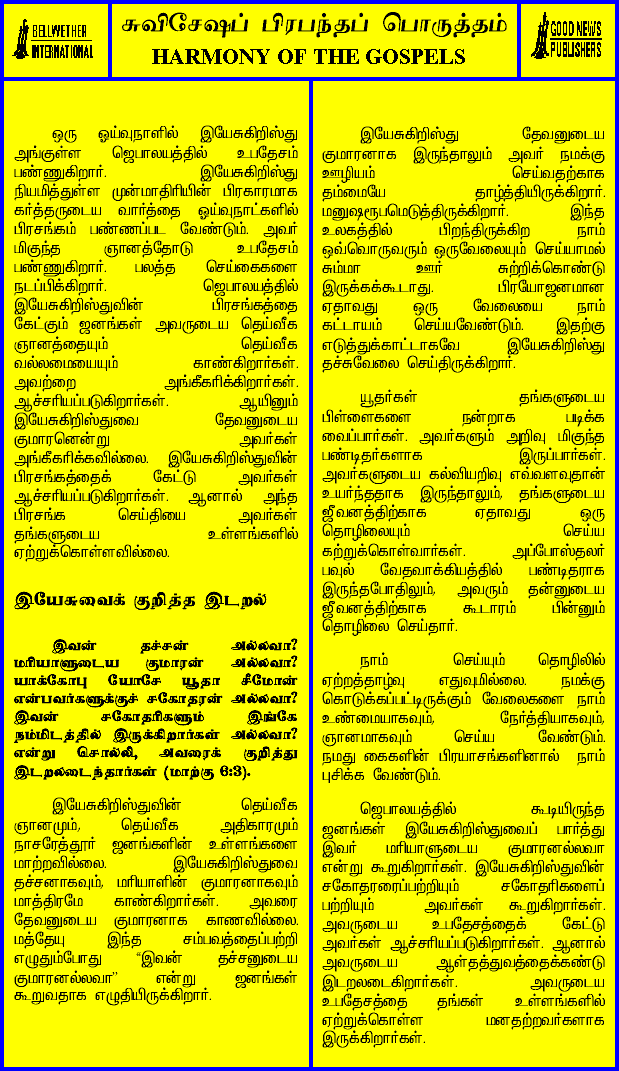 BELLWETHER
INTERNATIONAL
சுவிசேஷப் பிரபந்தப் பொருத்தம்
HARMONY OF THE GOSPELS
GOOD NEWS
PUBLISHERS
ஒரு ஓய்வுநாளில் இயேசுகிறிஸ்து
அங்குள்ள ஜெபாலயத்தில் உபதேசம்
பண்ணுகிறார். இயேசுகிறிஸ்து
நியமித்துள்ள முன்மாதிரியின் பிரகாரமாக
கர்த்தருடைய வார்த்தை ஓய்வுநாட்களில்
பிரசங்கம் பண்ணப்பட வேண்டும். அவர்
மிகுந்த ஞானத்தோடு உபதேசம்
பண்ணுகிறார். பலத்த செய்கைகளை
நடப்பிக்கிறார். ஜெபாலயத்தில்
இயேசுகிறிஸ்துவின் பிரசங்கத்தை
கேட்கும் ஜனங்கள் அவருடைய தெய்வீக
ஞானத்தையும் தெய்வீக
வல்லமையையும் காண்கிறார்கள்.
அவற்றை அங்கீகரிக்கிறார்கள்.
ஆச்சரியப்படுகிறார்கள். ஆயினும்
இயேசுகிறிஸ்துவை தேவனுடைய
குமாரனென்று அவர்கள்
அங்கீகரிக்கவில்லை. இயேசுகிறிஸ்துவின்
பிரசங்கத்தைக் கேட்டு அவர்கள்
ஆச்சரியப்படுகிறார்கள். ஆனால் அந்த
பிரசங்க செய்தியை அவர்கள்
தங்களுடைய உள்ளங்களில்
ஏற்றுக்கொள்ளவில்லை.
இயேசுவைக் குறித்த இடறல்
இவன் தச்சன் அல்லவா?
மரியாளுடைய குமாரன் அல்லவா?
யாக்கோபு யோசே யூதா சீமோன்
என்பவர்களுக்குச் சகோதரன் அல்லவா?
இவன் சகோதரிகளும் இங்கே
நம்மிடத்தில் இருக்கிறார்கள் அல்லவா?
என்று சொல்லி, அவரைக் குறித்து
இடறலடைந்தார்கள் (மாற்கு 6:3).
இயேசுகிறிஸ்துவின் தெய்வீக
ஞானமும், தெய்வீக அதிகாரமும்
நாசரேத்தூர் ஜனங்களின் உள்ளங்களை
மாற்றவில்லை. இயேசுகிறிஸ்துவை
தச்சனாகவும், மரியாளின் குமாரனாகவும்
மாத்திரமே காண்கிறார்கள். அவரை
தேவனுடைய குமாரனாக காணவில்லை.
மத்தேயு இந்த சம்பவத்தைப்பற்றி
எழுதும்போது “இவன் தச்சனுடைய
குமாரனல்லவா” என்று ஜனங்கள்
கூறுவதாக எழுதியிருக்கிறார்.
இயேசுகிறிஸ்து தேவனுடைய
குமாரனாக இருந்தாலும் அவர் நமக்கு
ஊழியம் செய்வதற்காக
தம்மையே தாழ்த்தியிருக்கிறார்.
மனுஷரூபமெடுத்திருக்கிறார். இந்த
உலகத்தில் பிறந்திருக்கிற நாம்
ஒவ்வொருவரும் ஒருவேலையும் செய்யாமல்
சும்மா ஊர் சுற்றிக்கொண்டு
இருக்கக்கூடாது. பிரயோஜனமான
ஏதாவது ஒரு வேலையை நாம்
கட்டாயம் செய்யவேண்டும். இதற்கு
எடுத்துக்காட்டாகவே இயேசுகிறிஸ்து
தச்சுவேலை செய்திருக்கிறார்.
யூதர்கள் தங்களுடைய
பிள்ளைகளை நன்றாக படிக்க
வைப்பார்கள். அவர்களும் அறிவு மிகுந்த
பண்டிதர்களாக இருப்பார்கள்.
அவர்களுடைய கல்வியறிவு எவ்வளவுதான்
உயர்ந்ததாக இருந்தாலும், தங்களுடைய
ஜீவனத்திற்காக ஏதாவது ஒரு
தொழிலையும் செய்ய
கற்றுக்கொள்வார்கள். அப்போஸ்தலர்
பவுல் வேதவாக்கியத்தில் பண்டிதராக
இருந்தபோதிலும், அவரும் தன்னுடைய
ஜீவனத்திற்காக கூடாரம் பின்னும்
தொழிலை செய்தார்.
நாம் செய்யும் தொழிலில்
ஏற்றத்தாழ்வு எதுவுமில்லை. நமக்கு
கொடுக்கப்பட்டிருக்கும் வேலைகளை நாம்
உண்மையாகவும், நேர்த்தியாகவும்,
ஞானமாகவும் செய்ய வேண்டும்.
நமது கைகளின் பிரயாசங்களினால் நாம்
புசிக்க வேண்டும்.
ஜெபாலயத்தில் கூடியிருந்த
ஜனங்கள் இயேசுகிறிஸ்துவைப் பார்த்து
இவர் மரியாளுடைய குமாரனல்லவா
என்று கூறுகிறார்கள். இயேசுகிறிஸ்துவின்
சகோதரரைப்பற்றியும் சகோதரிகளைப்
பற்றியும் அவர்கள் கூறுகிறார்கள்.
அவருடைய உபதேசத்தைக் கேட்டு
அவர்கள் ஆச்சரியப்படுகிறார்கள். ஆனால்
அவருடைய ஆள்தத்துவத்தைக்கண்டு
இடறலடைகிறார்கள். அவருடைய
உபதேசத்தை தங்கள் உள்ளங்களில்
ஏற்றுக்கொள்ள மனதற்றவர்களாக
இருக்கிறார்கள்.